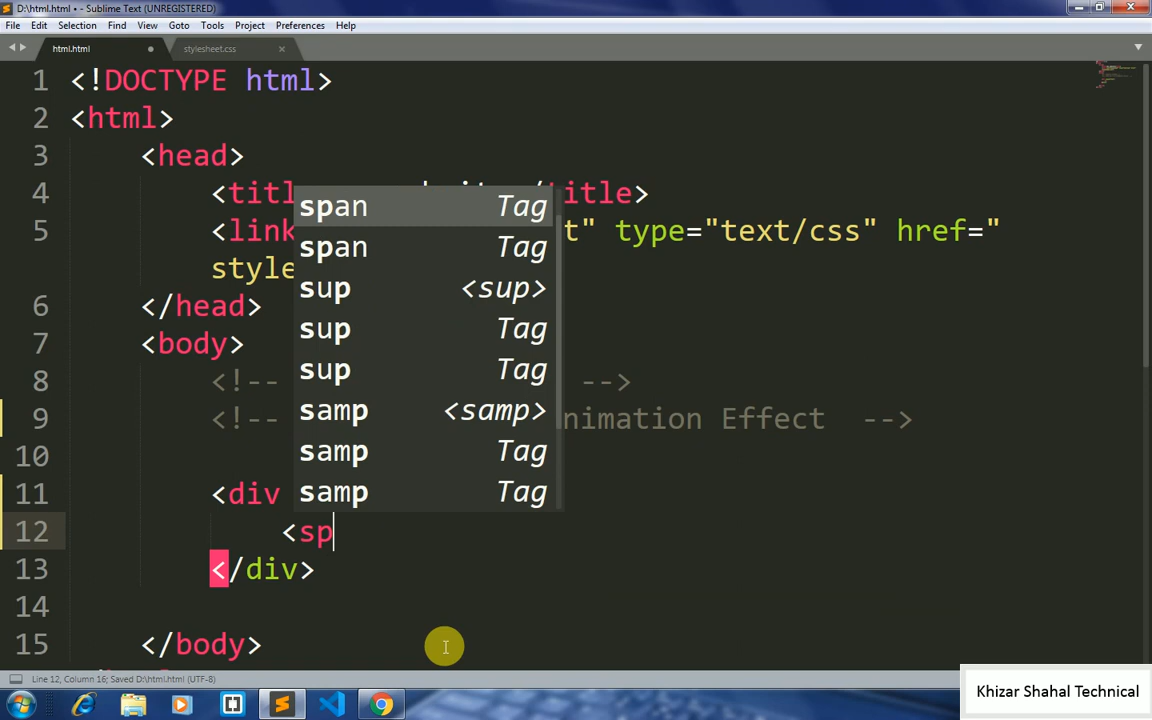 D:\html.html • - Sublime Text (UNREGISTERED)
File Edit Selection Find View Goto Tools Project Preferences Help
html.html stylesheet.css
1 <!DOCTYPE html>
2 <html>
3 <head>
4 <titl /title>
5 <link t" type="text/css" href="
style
6 </head>
7 <body>
8 <!-- -->
9 <!-- nimation Effect -->
10
11 <div
12 <sp
13 </div>
14
15 </body>
span Tag
span Tag
sup <sup>
sup Tag
sup Tag
samp <samp>
samp Tag
samp Tag
Line 12, Column 16; Saved D:\html.html (UTF-8)
Khizar Shahal Technical